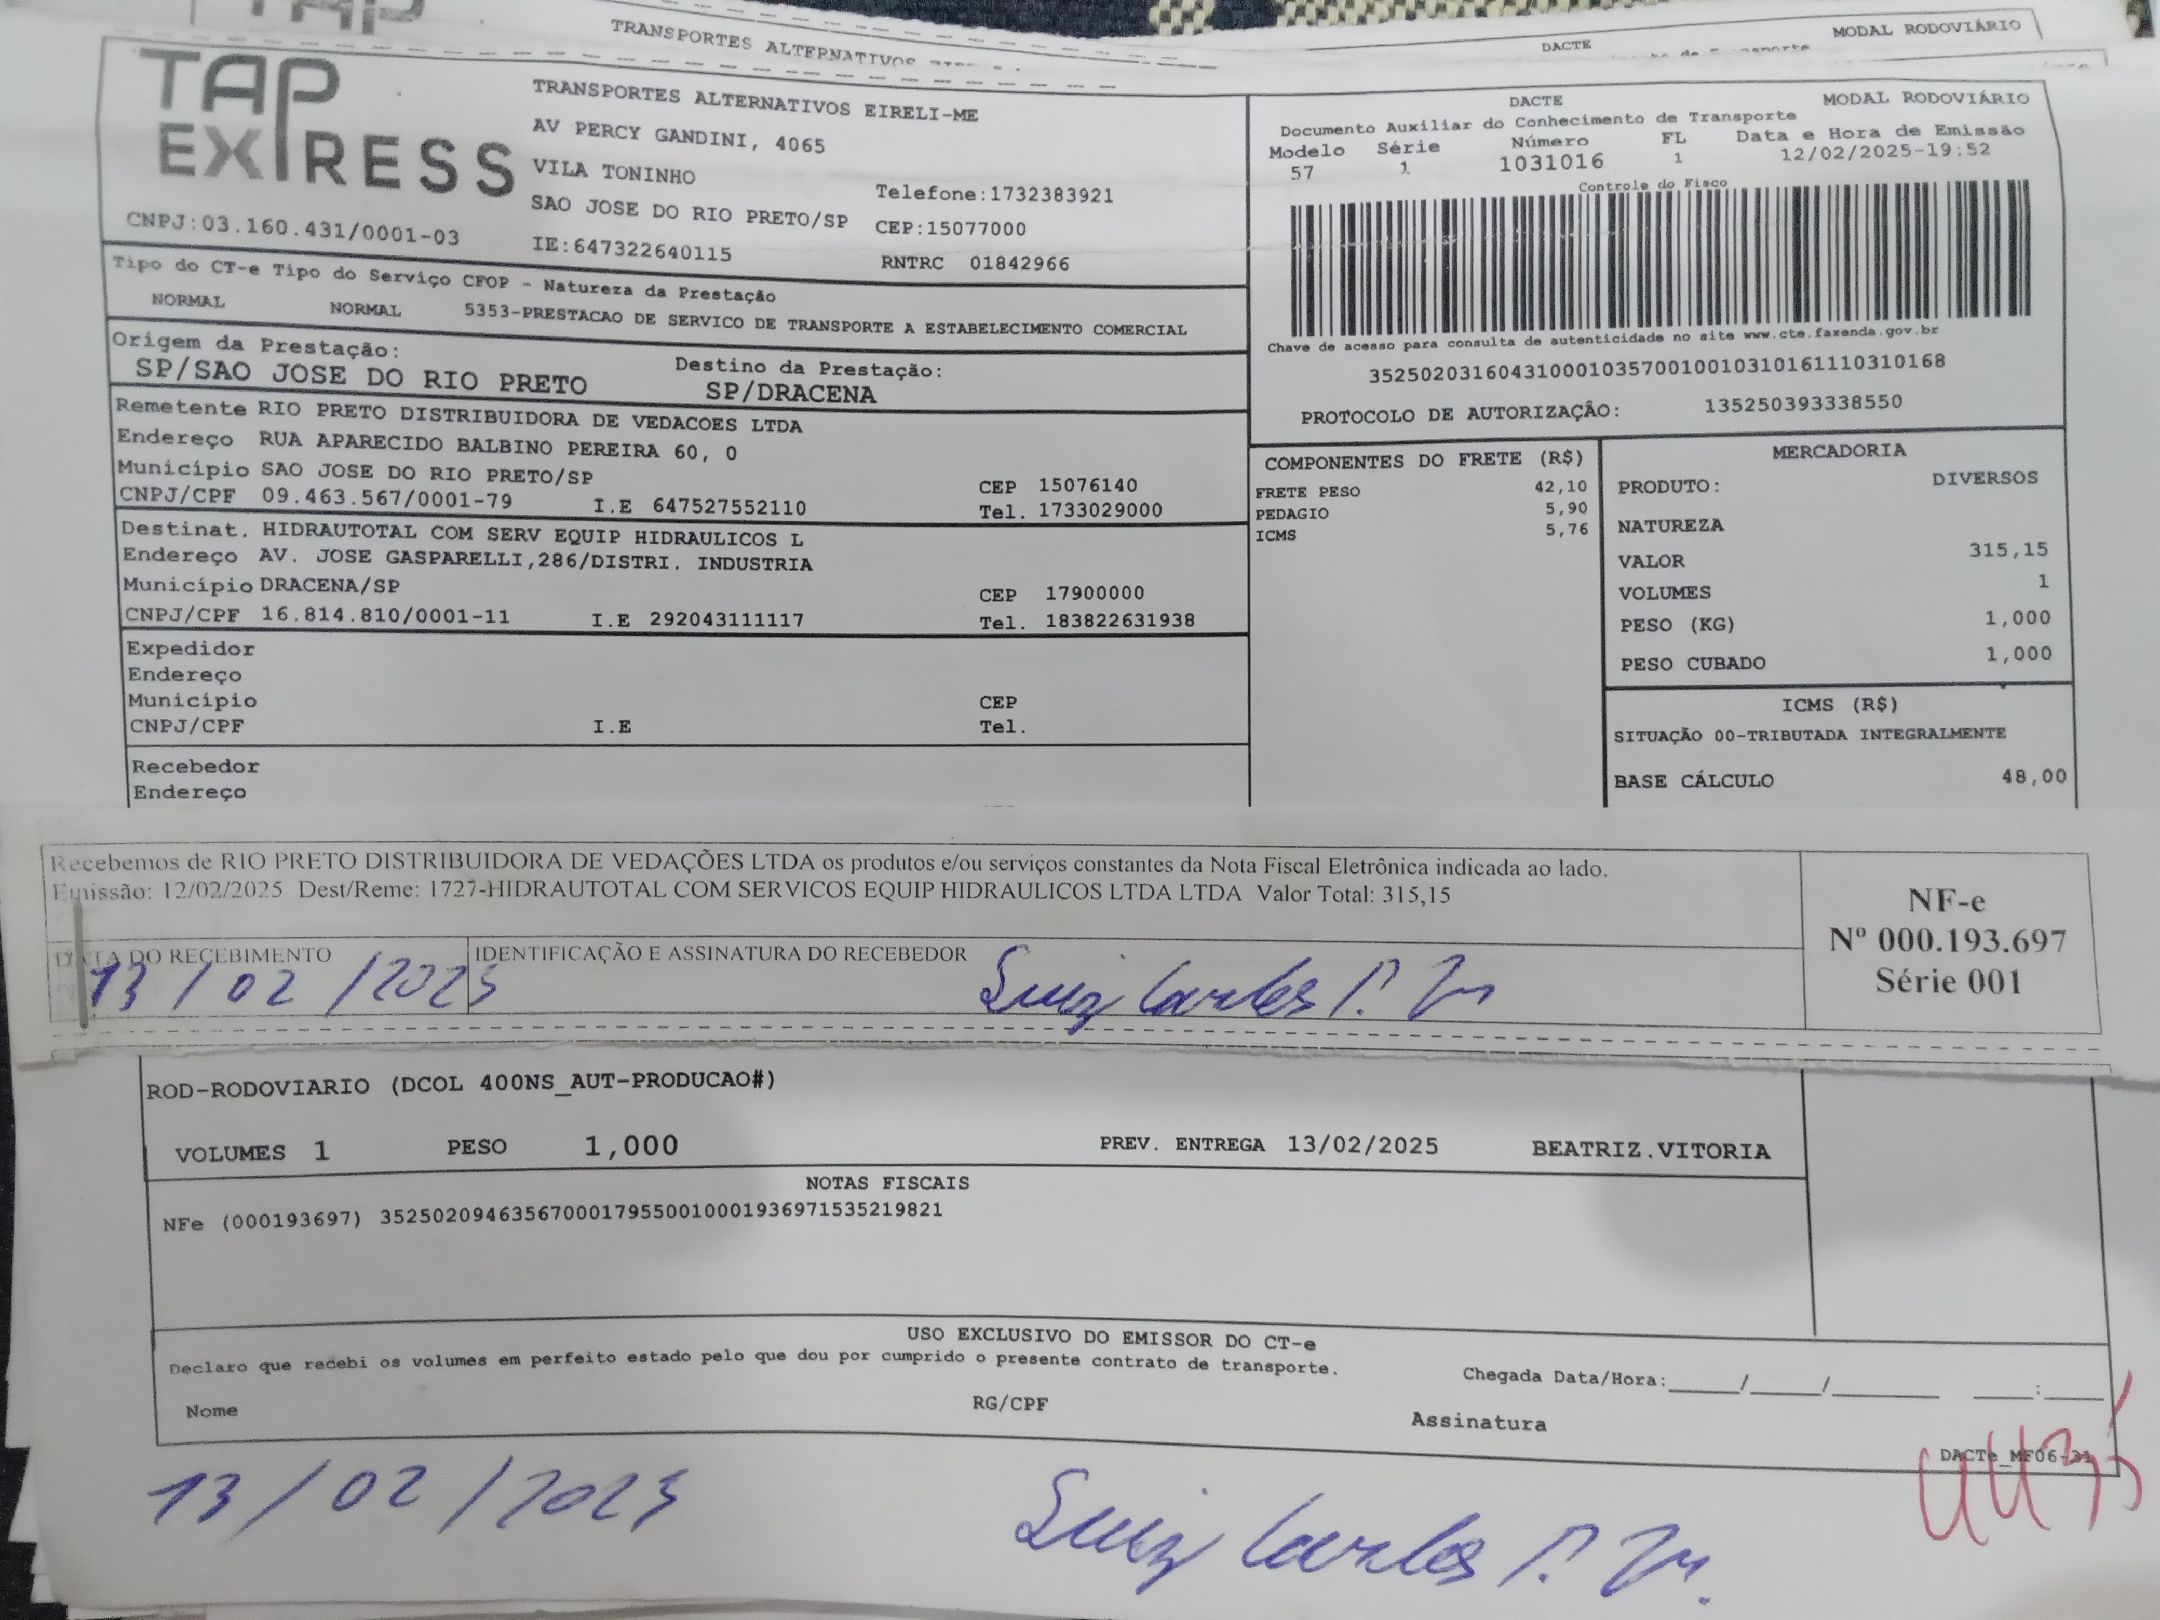 TRANSPORTES ALTERNATIVOS
DACTE
MODAL RODOVIÁRIO
TAP EXPRESS
CNPJ:03.160.431/0001-03
TRANSPORTES ALTERNATIVOS EIRELI-ME
AV PERCY GANDINI, 4065
VILA TONINHO
SAO JOSE DO RIO PRETO/SP
IE:647322640115
Telefone:1732383921
CEP:15077000
RNTRC 01842966
DACTE MODAL RODOVIÁRIO
Documento Auxiliar do Conhecimento de Transporte
Modelo Série Número FL Data e Hora de Emissão
57 1 1031016 1 12/02/2025-19:52
Controle do Fisco
Chave de acesso para consulta de autenticidade no site www.cte.fazenda.gov.br
35250203160431000103570010010310161110310168
PROTOCOLO DE AUTORIZAÇÃO: 135250393338550
Tipo do CT-e Tipo do Serviço CFOP - Natureza da Prestação
NORMAL NORMAL 5353-PRESTACAO DE SERVICO DE TRANSPORTE A ESTABELECIMENTO COMERCIAL
Origem da Prestação: Destino da Prestação:
SP/SAO JOSE DO RIO PRETO SP/DRACENA
Remetente RIO PRETO DISTRIBUIDORA DE VEDACOES LTDA
Endereço RUA APARECIDO BALBINO PEREIRA 60, 0
Município SAO JOSE DO RIO PRETO/SP CEP 15076140
CNPJ/CPF 09.463.567/0001-79 I.E 647527552110 Tel. 1733029000
Destinat. HIDRAUTOTAL COM SERV EQUIP HIDRAULICOS L
Endereço AV. JOSE GASPARELLI,286/DISTRI. INDUSTRIA
Município DRACENA/SP CEP 17900000
CNPJ/CPF 16.814.810/0001-11 I.E 292043111117 Tel. 183822631938
Expedidor
Endereço
Município CEP
CNPJ/CPF I.E Tel.
Recebedor
Endereço
COMPONENTES DO FRETE (R$)
FRETE PESO 42,10
PEDAGIO 5,90
ICMS 5,76
MERCADORIA
PRODUTO: DIVERSOS
NATUREZA
VALOR 315,15
VOLUMES 1
PESO (KG) 1,000
PESO CUBADO 1,000
ICMS (R$)
SITUAÇÃO 00-TRIBUTADA INTEGRALMENTE
BASE CÁLCULO 48,00
Recebemos de RIO PRETO DISTRIBUIDORA DE VEDAÇÕES LTDA os produtos e/ou serviços constantes da Nota Fiscal Eletrônica indicada ao lado.
Emissão: 12/02/2025 Dest/Reme: 1727-HIDRAUTOTAL COM SERVICOS EQUIP HIDRAULICOS LTDA LTDA Valor Total: 315,15
DATA DO RECEBIMENTO IDENTIFICAÇÃO E ASSINATURA DO RECEBEDOR
13/02/2025 Luiz Carlos P.
NF-e
Nº 000.193.697
Série 001
ROD-RODOVIARIO (DCOL 400NS_AUT-PRODUCAO#)
VOLUMES 1 PESO 1,000 PREV. ENTREGA 13/02/2025 BEATRIZ.VITORIA
NOTAS FISCAIS
NFe (000193697) 35250209463567000179550010001936971535219821
USO EXCLUSIVO DO EMISSOR DO CT-e
Declaro que recebi os volumes em perfeito estado pelo que dou por cumprido o presente contrato de transporte.
Chegada Data/Hora:____/____/______ ___:___
Nome RG/CPF Assinatura
DACTe_MF06-31
13/02/2025 Luiz Carlos P.